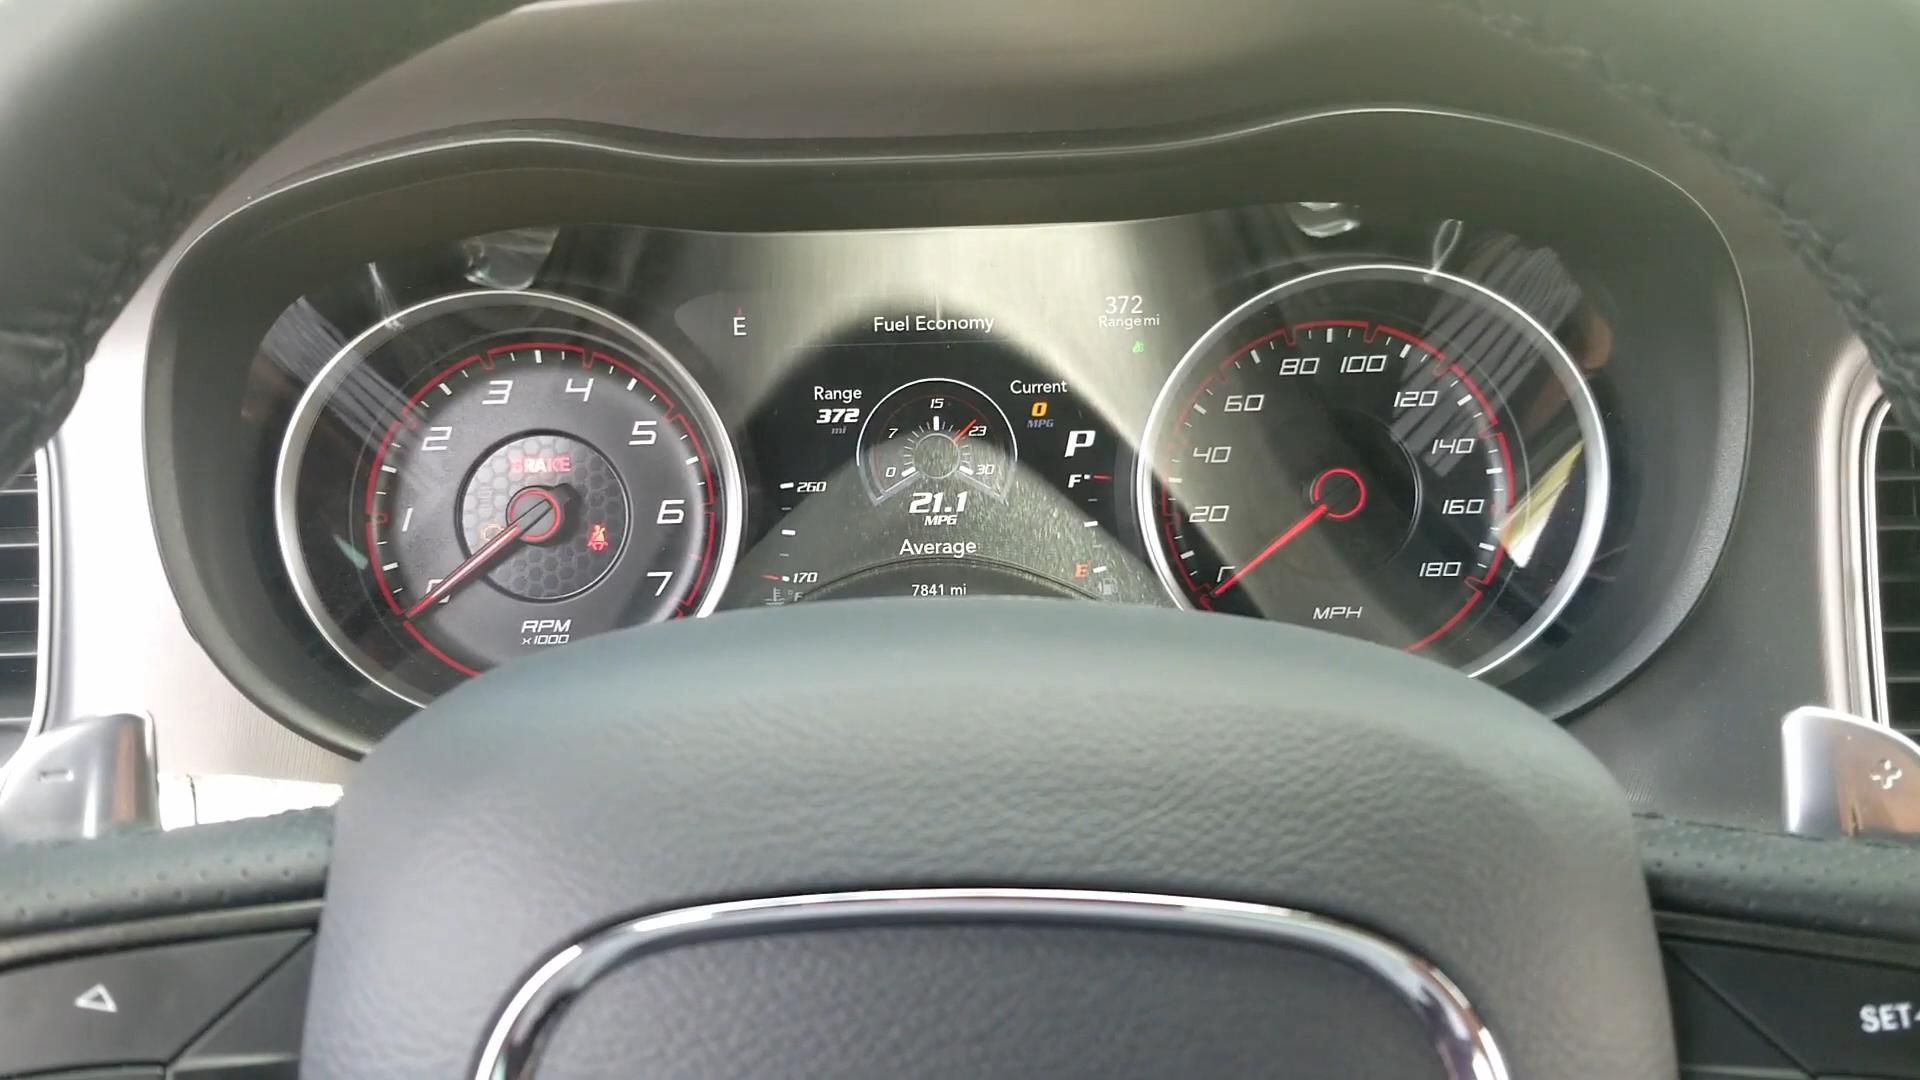 E
Fuel Economy
372
Range mi
Range
372
mi
0
7
15
23
30
Current
0
MPG
21.1
MPG
Average
7841 mi
P
260
170
°F
F
E
BRAKE
0
1
2
3
4
5
6
7
RPM
x1000
20
40
60
80
100
120
140
160
180
MPH
-
+
SET